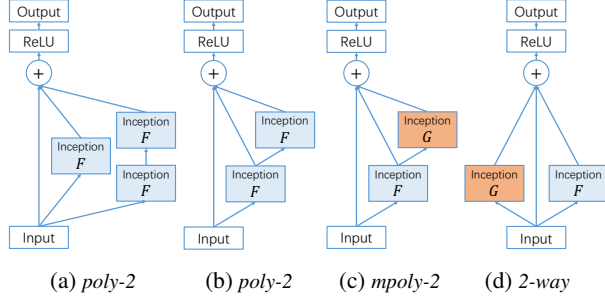 Output Output Output Output
ReLU ReLU ReLU ReLU
+ + + +
Inception
F
Inception
F
Inception
F
Inception
F
Inception
F
Inception
G
Inception
F
Inception
G
Inception
F
Input Input Input Input
(a) poly-2 (b) poly-2 (c) mpoly-2 (d) 2-way